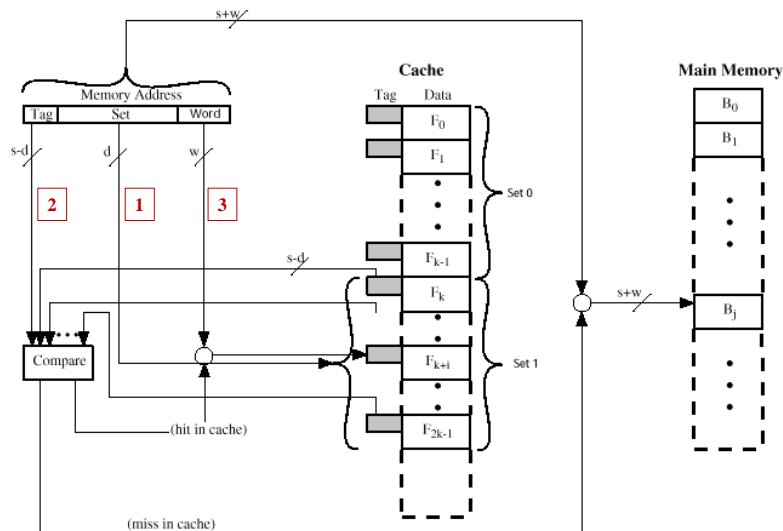 s+w
Cache
Main Memory
Memory Address
Tag Data
Tag Set Word
F0
B0
F1
B1
s-d d w
2 1 3
Set 0
s-d
Fk-1
Fk
s+w
Bj
Compare
Fk+i
Set 1
F2k-1
(hit in cache)
(miss in cache)